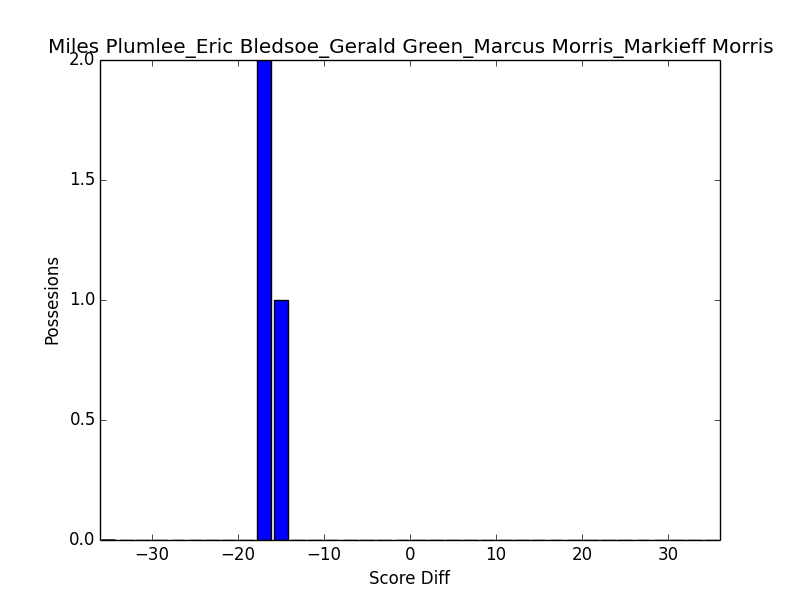 Miles Plumlee_Eric Bledsoe_Gerald Green_Marcus Morris_Markieff Morris
2.0
1.5
1.0
0.5
0.0
Possesions
−30 −20 −10 0 10 20 30
Score Diff